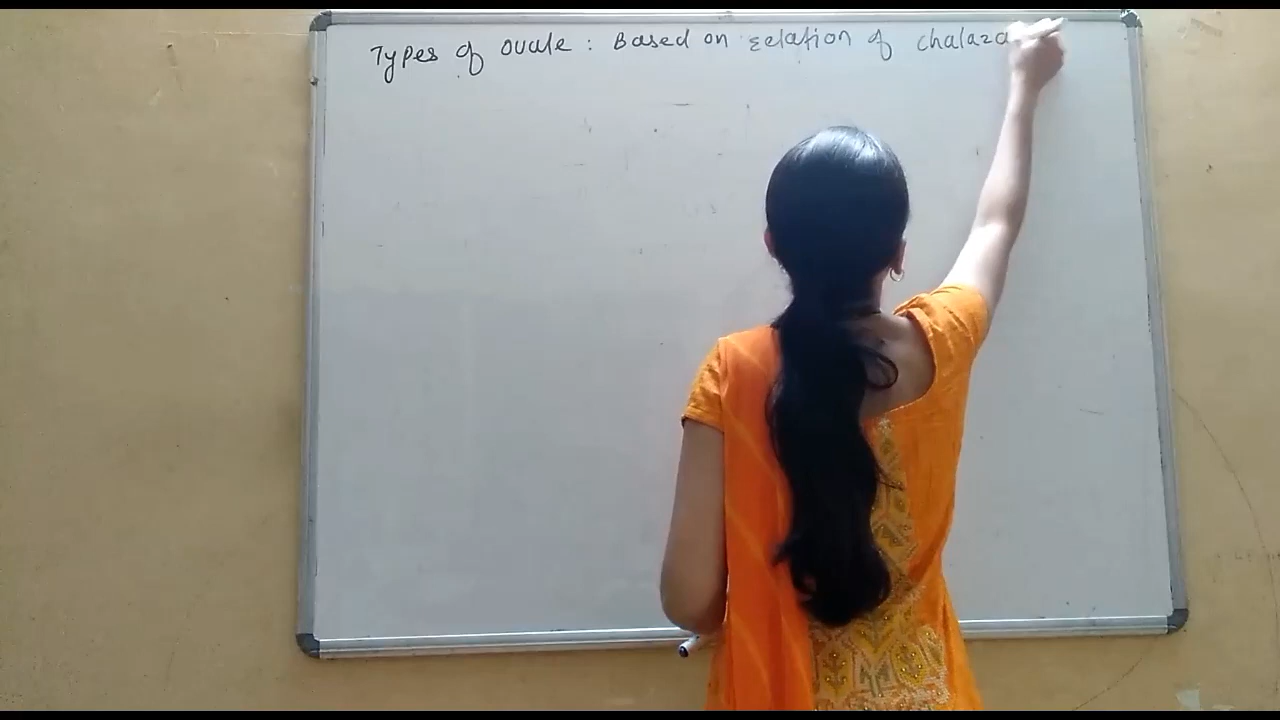 Types of ovule : Based on relation of chalaza